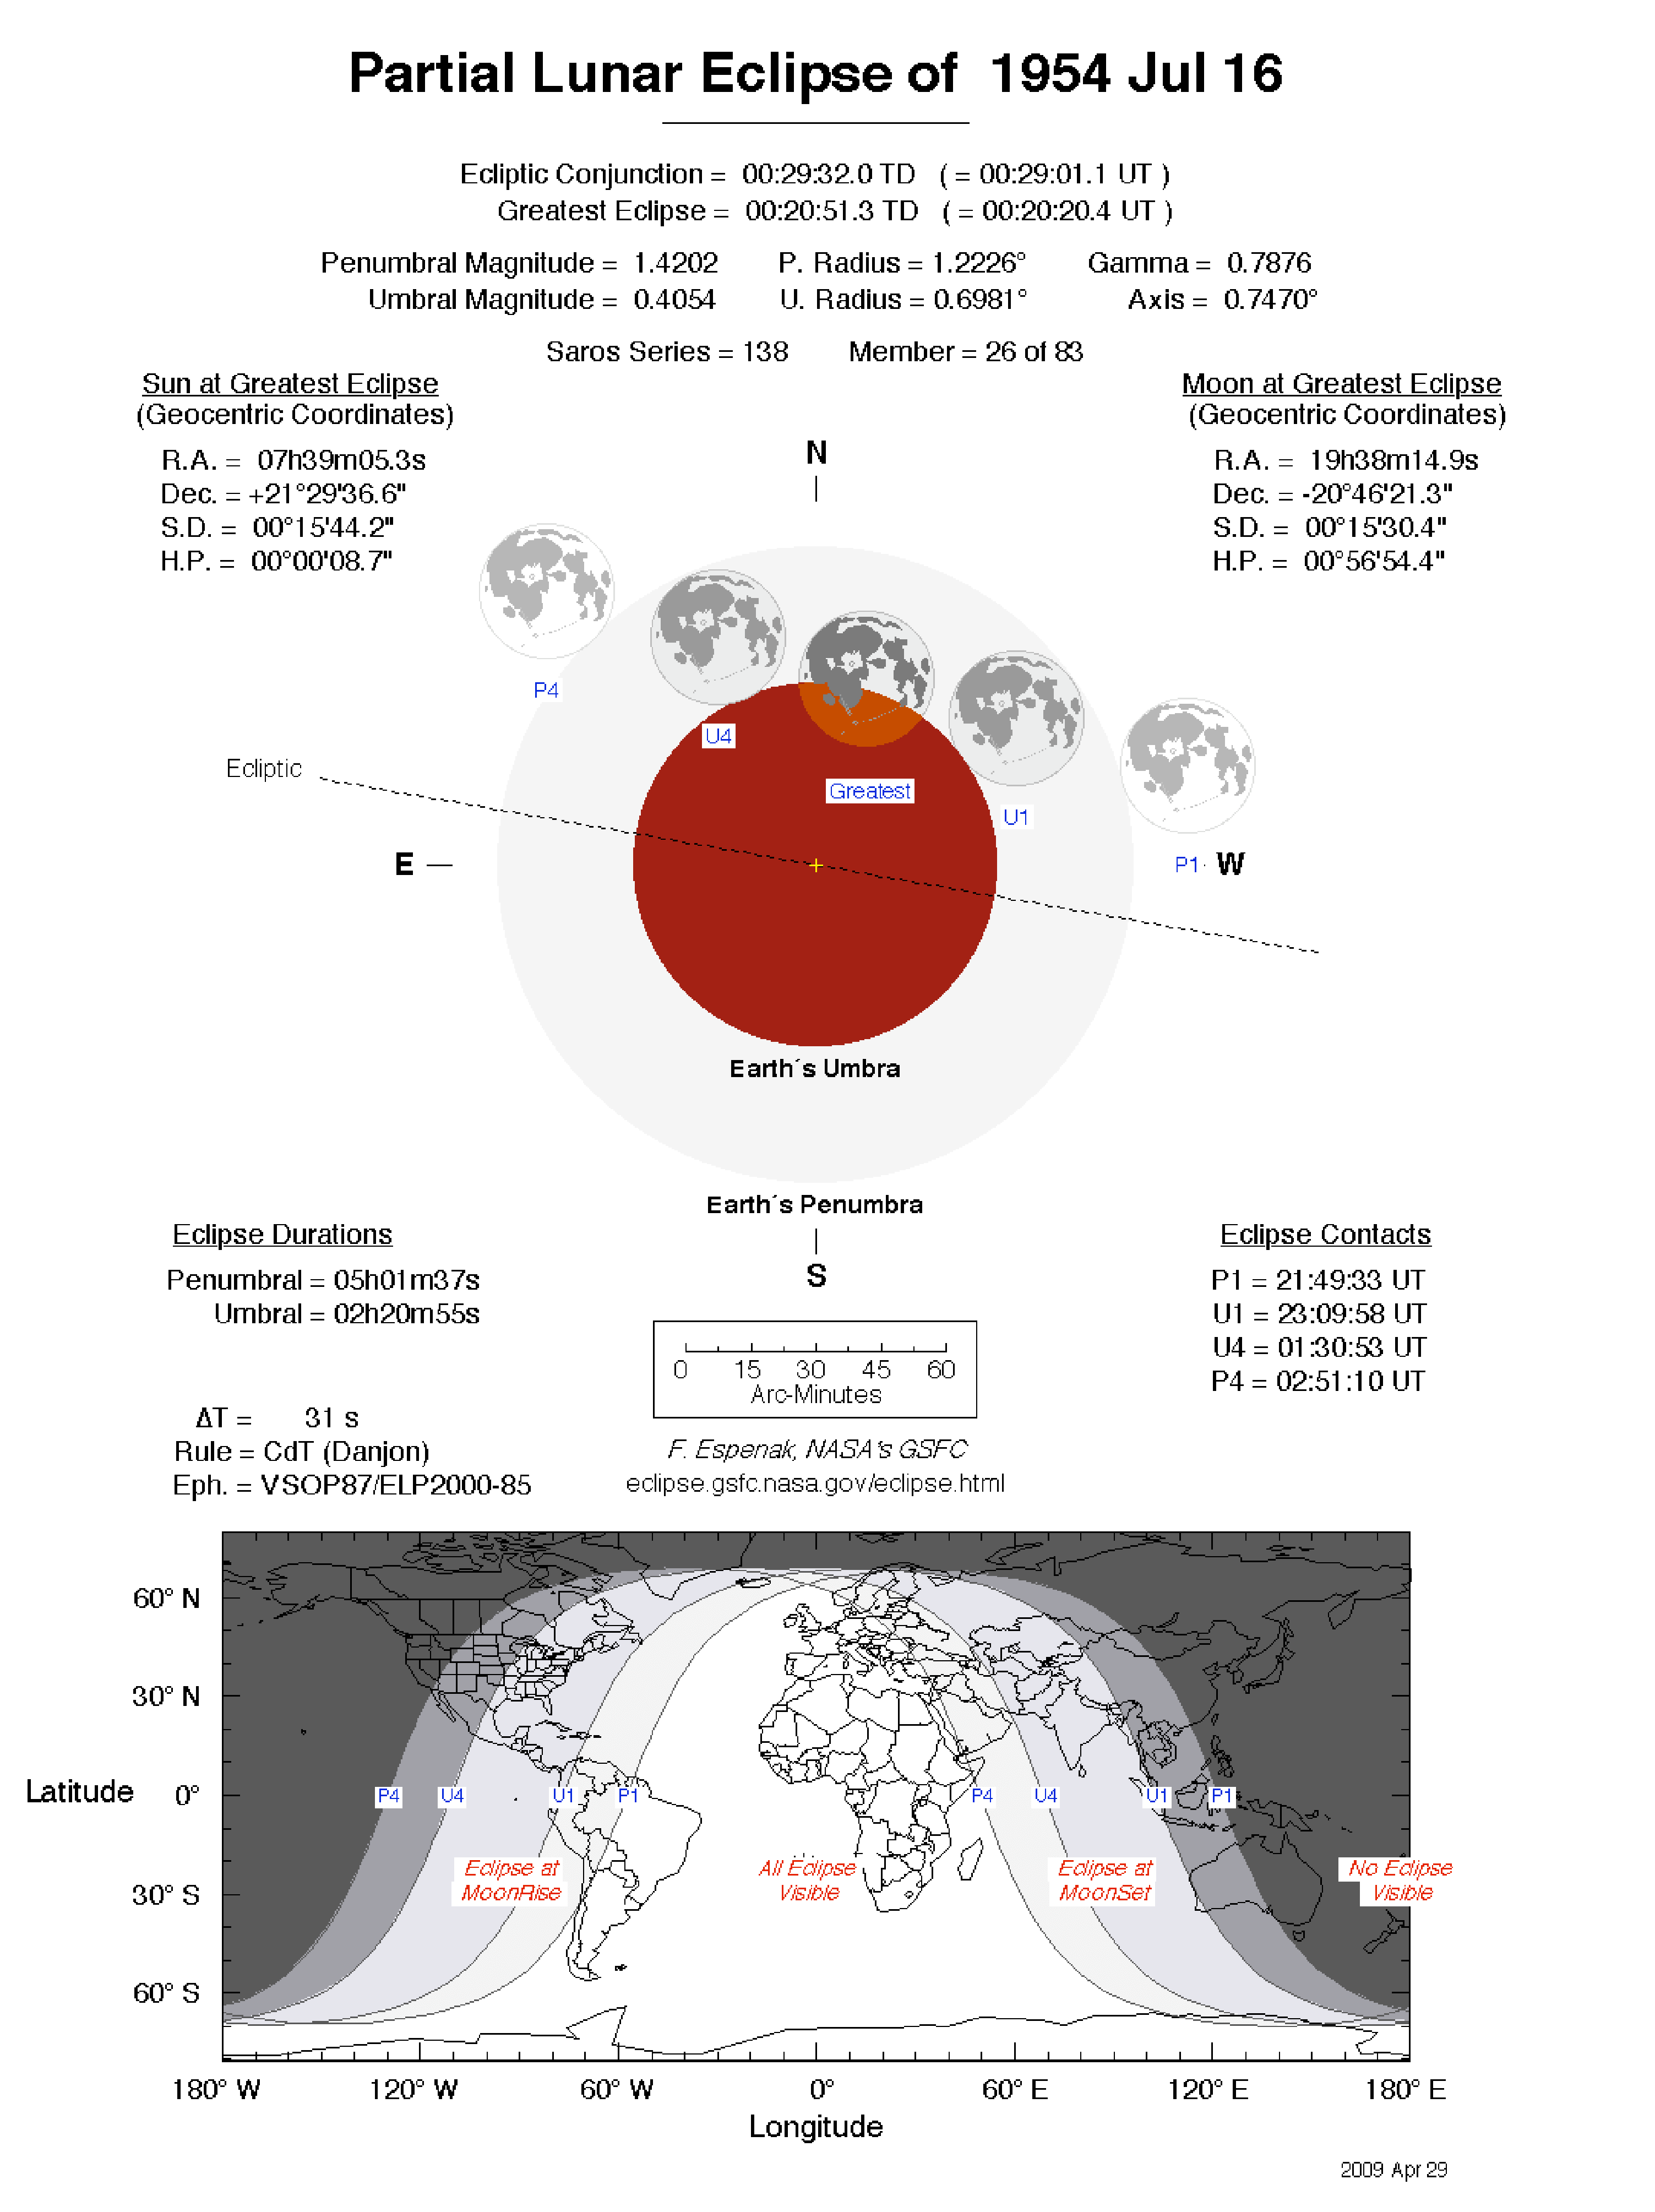 Partial Lunar Eclipse of 1954 Jul 16
Ecliptic Conjunction = 00:29:32.0 TD ( = 00:29:01.1 UT )
Greatest Eclipse = 00:20:51.3 TD ( = 00:20:20.4 UT )
Penumbral Magnitude = 1.4202 P. Radius = 1.2226° Gamma = 0.7876
Umbral Magnitude = 0.4054 U. Radius = 0.6981° Axis = 0.7470°
Saros Series = 138 Member = 26 of 83
Sun at Greatest Eclipse
(Geocentric Coordinates)
R.A. = 07h39m05.3s
Dec. = +21°29'36.6"
S.D. = 00°15'44.2"
H.P. = 00°00'08.7"
Moon at Greatest Eclipse
(Geocentric Coordinates)
R.A. = 19h38m14.9s
Dec. = -20°46'21.3"
S.D. = 00°15'30.4"
H.P. = 00°56'54.4"
N
P4
U4
Greatest
U1
P1
Ecliptic
E
W
Earth´s Umbra
Earth´s Penumbra
S
Eclipse Durations
Penumbral = 05h01m37s
Umbral = 02h20m55s
Eclipse Contacts
P1 = 21:49:33 UT
U1 = 23:09:58 UT
U4 = 01:30:53 UT
P4 = 02:51:10 UT
0 15 30 45 60
Arc-Minutes
ΔT = 31 s
Rule = CdT (Danjon)
Eph. = VSOP87/ELP2000-85
F. Espenak, NASA's GSFC
eclipse.gsfc.nasa.gov/eclipse.html
60° N
30° N
Latitude 0°
30° S
60° S
P4 U4 U1 P1 P4 U4 U1 P1
Eclipse at
MoonRise
All Eclipse
Visible
Eclipse at
MoonSet
No Eclipse
Visible
180° W 120° W 60° W 0° 60° E 120° E 180° E
Longitude
2009 Apr 29